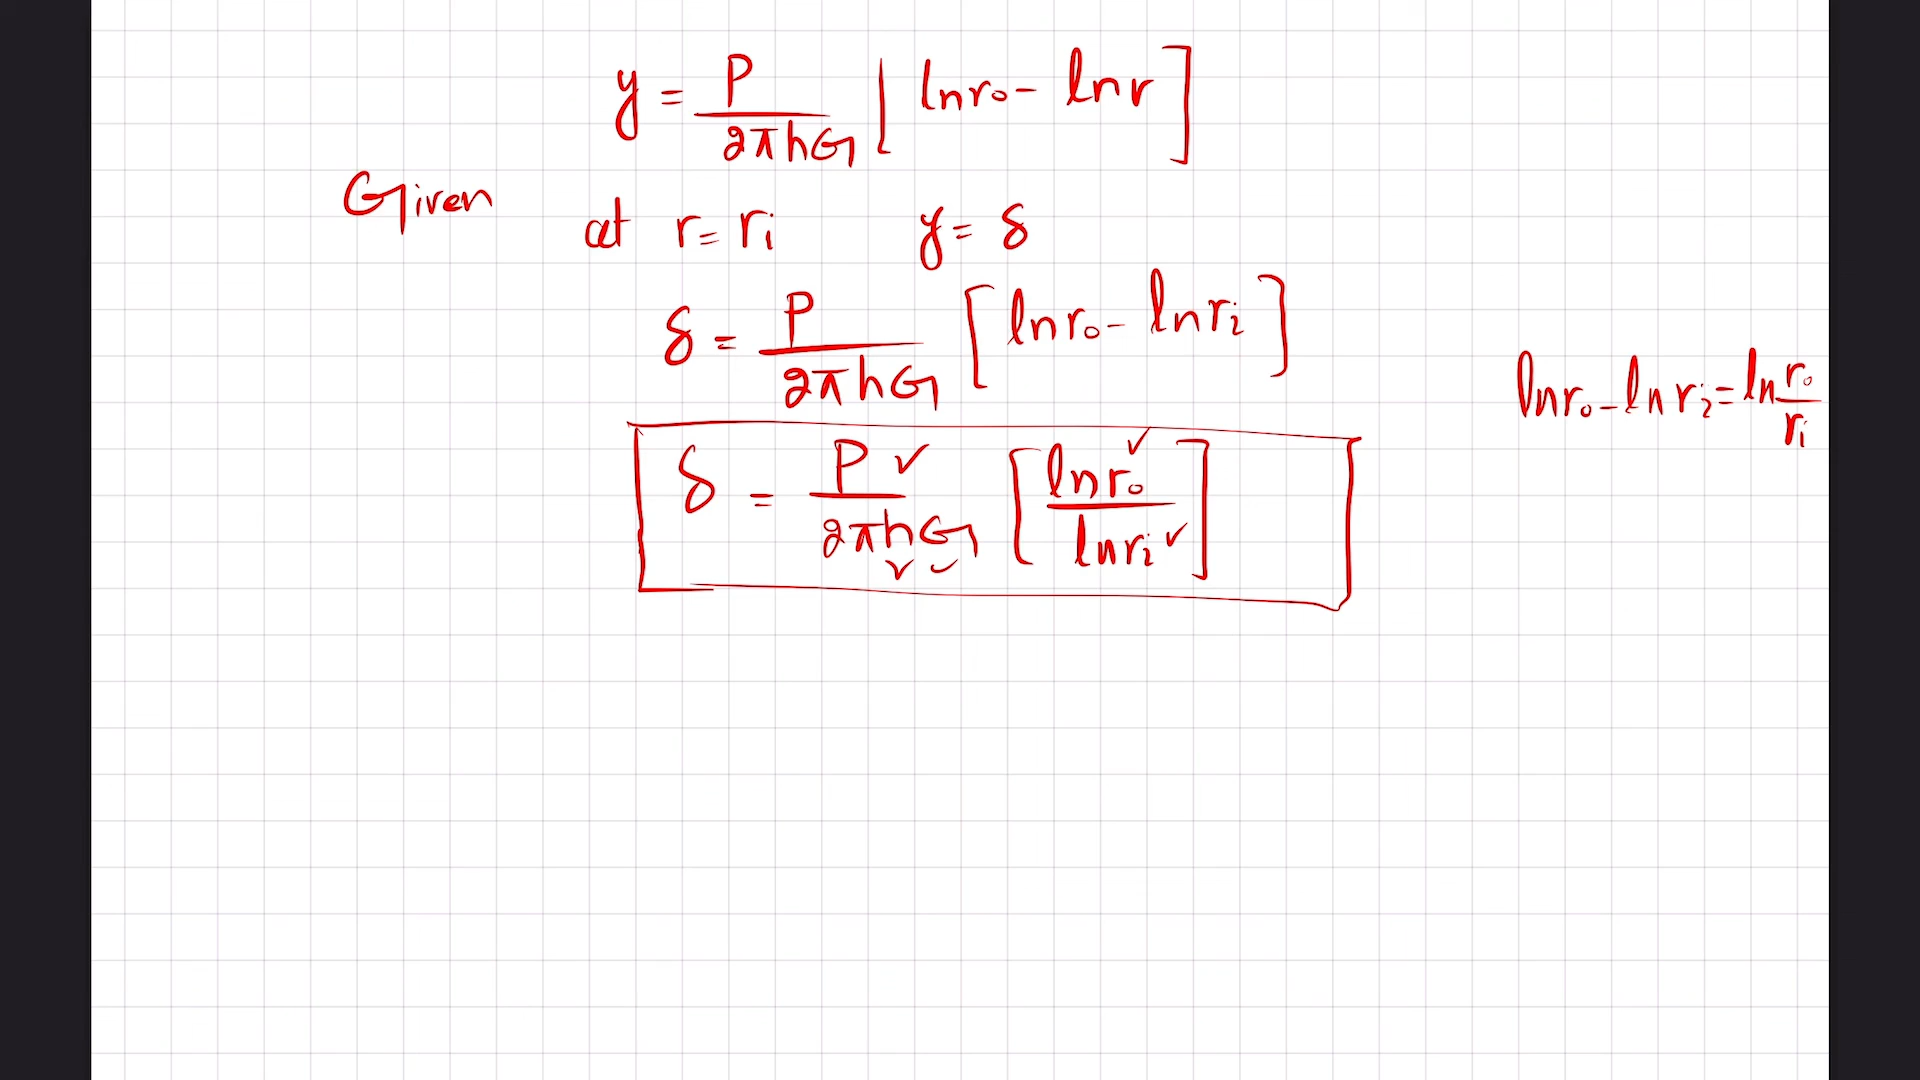 y = P / 2πhG [ ln r₀ - ln r ]
Given
at r = rᵢ y = δ
δ = P / 2πhG [ ln r₀ - ln rᵢ ]
ln r₀ - ln rᵢ = ln r₀ / rᵢ
δ = P ✓ / 2πhG ✓ ✓ [ ln r₀ ✓ / ln rᵢ ✓ ]